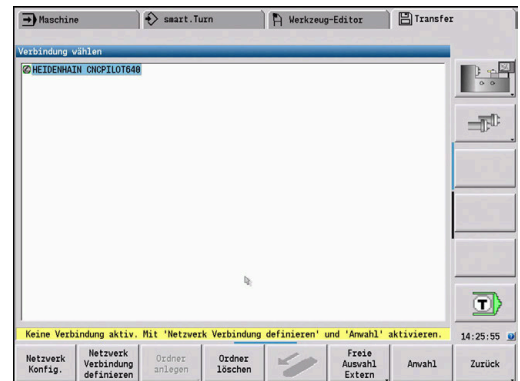 Maschine
smart.Turn
Werkzeug-Editor
Transfer
Verbindung wählen
HEIDENHAIN CNCPILOT640
T
Keine Verbindung aktiv. Mit 'Netzwerk Verbindung definieren' und 'Anwahl' aktivieren.
14:25:55
Netzwerk Konfig.
Netzwerk Verbindung definieren
Ordner anlegen
Ordner löschen
Freie Auswahl Extern
Anwahl
Zurück